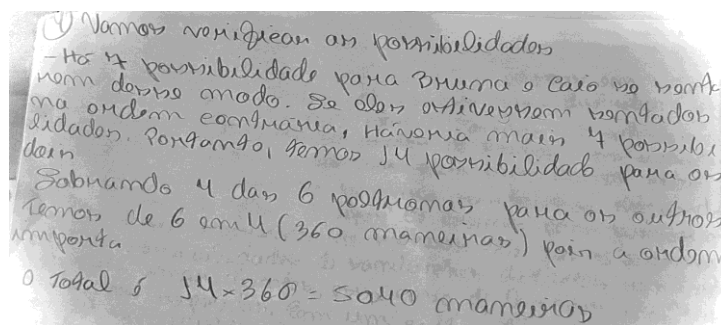 ① Vamos verificar as possibilidades
- Há 7 possibilidade para Bruna e Caio se senta
rem desse modo. Se eles estivessem sentados
na ordem contrária, Haveria mais 7 possibi
lidades. Portanto, temos 14 possibilidade para os
dois
Sobrando 4 das 6 poltronas para os outros
Temos de 6 em 4 (360 maneiras) pois a ordem
importa
O Total é 14 × 360 = 5040 maneiras